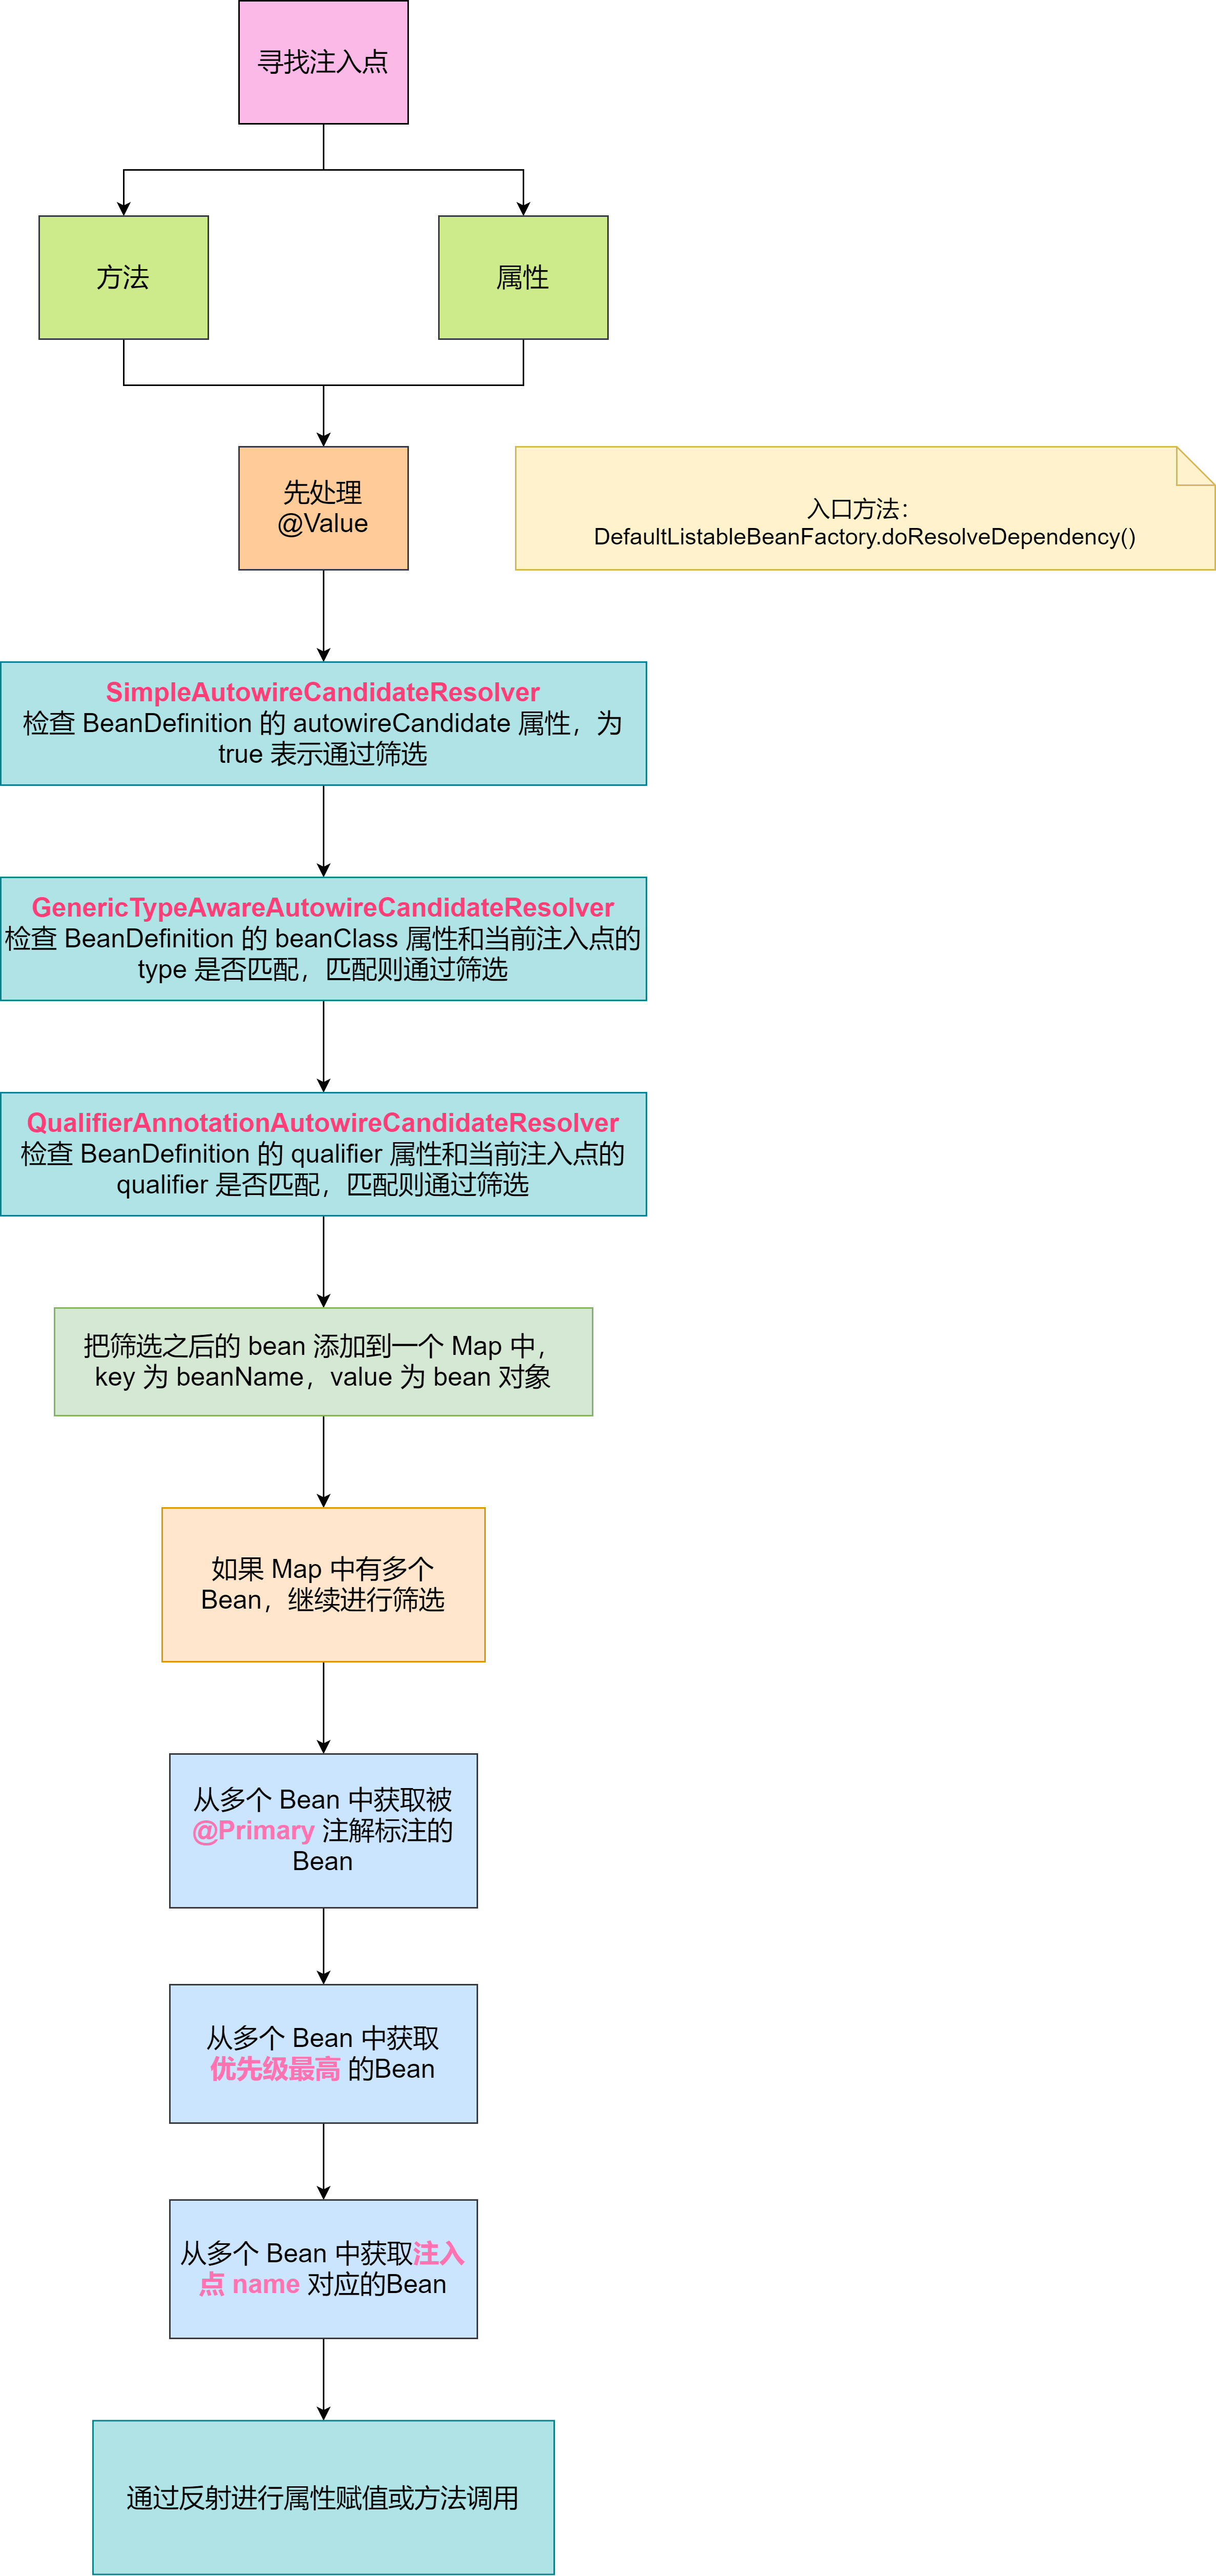 寻找注入点
方法
属性
先处理
@Value
入口方法：
DefaultListableBeanFactory.doResolveDependency()
SimpleAutowireCandidateResolver
检查 BeanDefinition 的 autowireCandidate 属性，为
true 表示通过筛选
GenericTypeAwareAutowireCandidateResolver
检查 BeanDefinition 的 beanClass 属性和当前注入点的
type 是否匹配，匹配则通过筛选
QualifierAnnotationAutowireCandidateResolver
检查 BeanDefinition 的 qualifier 属性和当前注入点的
qualifier 是否匹配，匹配则通过筛选
把筛选之后的 bean 添加到一个 Map 中，
key 为 beanName，value 为 bean 对象
如果 Map 中有多个
Bean，继续进行筛选
从多个 Bean 中获取被
@Primary 注解标注的
Bean
从多个 Bean 中获取
优先级最高 的Bean
从多个 Bean 中获取注入
点 name 对应的Bean
通过反射进行属性赋值或方法调用